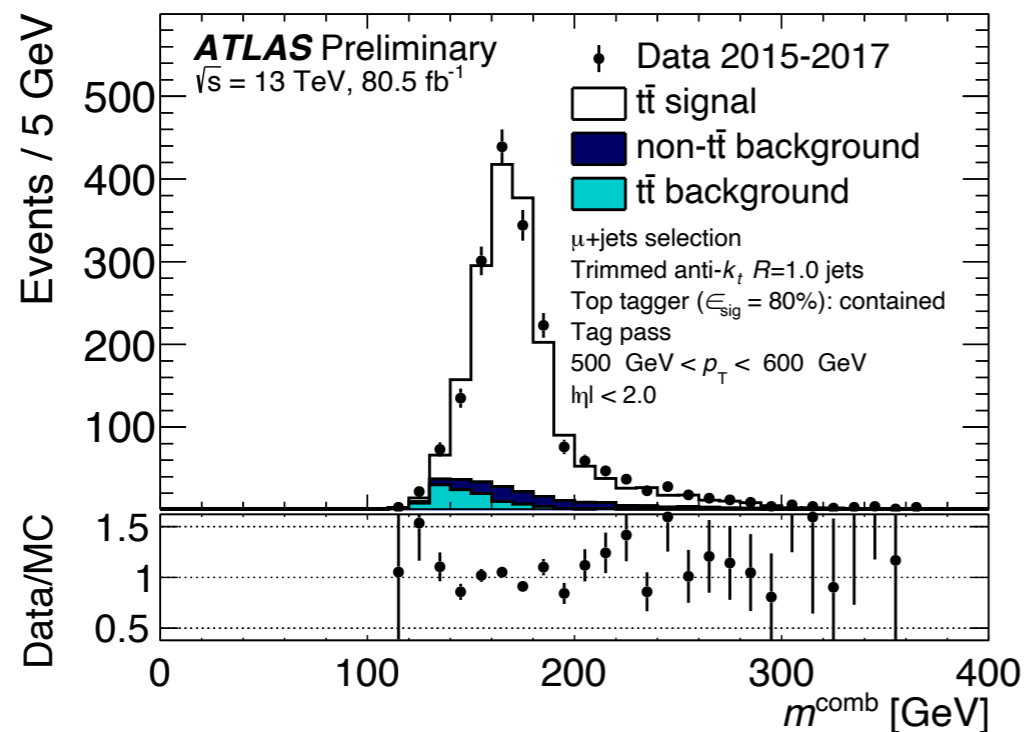 ATLAS Preliminary
√s = 13 TeV, 80.5 fb⁻¹
Data 2015-2017
tt̄ signal
non-tt̄ background
tt̄ background
μ+jets selection
Trimmed anti-kₜ R=1.0 jets
Top tagger (∈sig = 80%): contained
Tag pass
500 GeV < pT < 600 GeV
|η| < 2.0
Events / 5 GeV
500
400
300
200
100
Data/MC
1.5
1
0.5
0 100 200 300 400
mᶜᵒᵐᵇ [GeV]